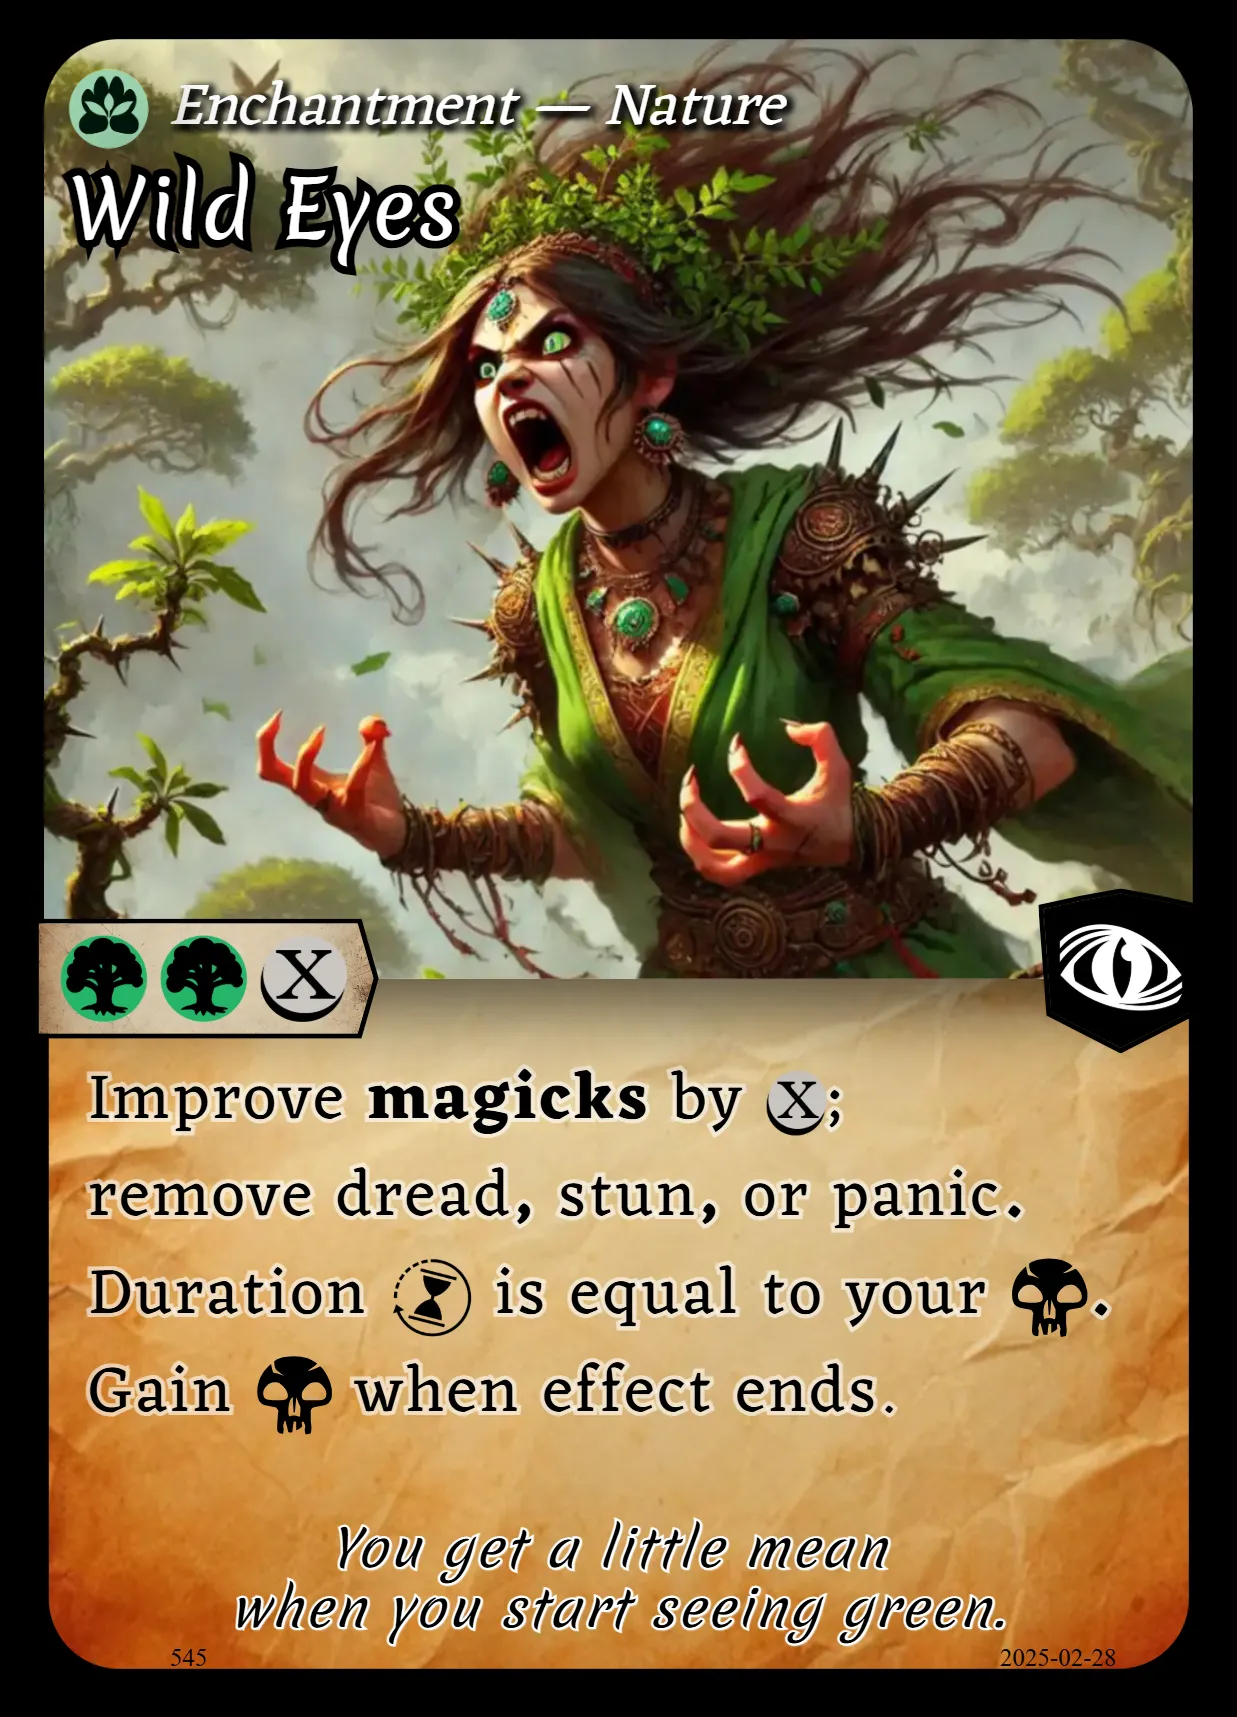 Enchantment — Nature
Wild Eyes
X
Improve magicks by X;
remove dread, stun, or panic.
Duration is equal to your .
Gain when effect ends.
You get a little mean
when you start seeing green.
545
2025-02-28